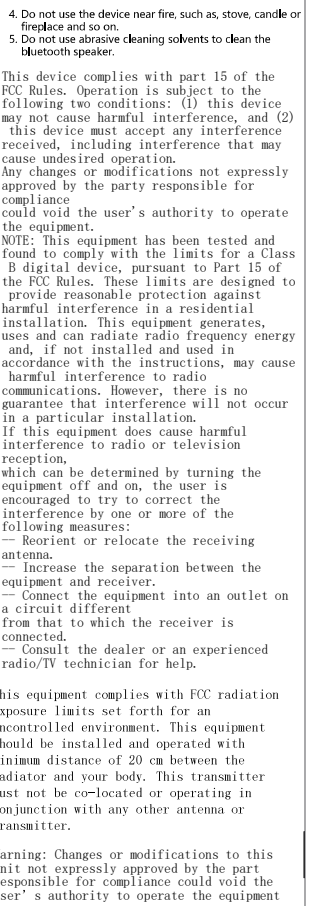 4. Do not use the device near fire, such as, stove, candle or
fireplace and so on.
5. Do not use abrasive cleaning solvents to clean the
bluetooth speaker.
This device complies with part 15 of the
FCC Rules. Operation is subject to the
following two conditions: (1) this device
may not cause harmful interference, and (2)
this device must accept any interference
received, including interference that may
cause undesired operation.
Any changes or modifications not expressly
approved by the party responsible for
compliance
could void the user's authority to operate
the equipment.
NOTE: This equipment has been tested and
found to comply with the limits for a Class
B digital device, pursuant to Part 15 of
the FCC Rules. These limits are designed to
provide reasonable protection against
harmful interference in a residential
installation. This equipment generates,
uses and can radiate radio frequency energy
and, if not installed and used in
accordance with the instructions, may cause
harmful interference to radio
communications. However, there is no
guarantee that interference will not occur
in a particular installation.
If this equipment does cause harmful
interference to radio or television
reception,
which can be determined by turning the
equipment off and on, the user is
encouraged to try to correct the
interference by one or more of the
following measures:
-- Reorient or relocate the receiving
antenna.
-- Increase the separation between the
equipment and receiver.
-- Connect the equipment into an outlet on
a circuit different
from that to which the receiver is
connected.
-- Consult the dealer or an experienced
radio/TV technician for help.
his equipment complies with FCC radiation
xposure limits set forth for an
ncontrolled environment. This equipment
hould be installed and operated with
inimum distance of 20 cm between the
adiator and your body. This transmitter
ust not be co-located or operating in
onjunction with any other antenna or
ransmitter.
arning: Changes or modifications to this
nit not expressly approved by the part
esponsible for compliance could void the
ser's authority to operate the equipment